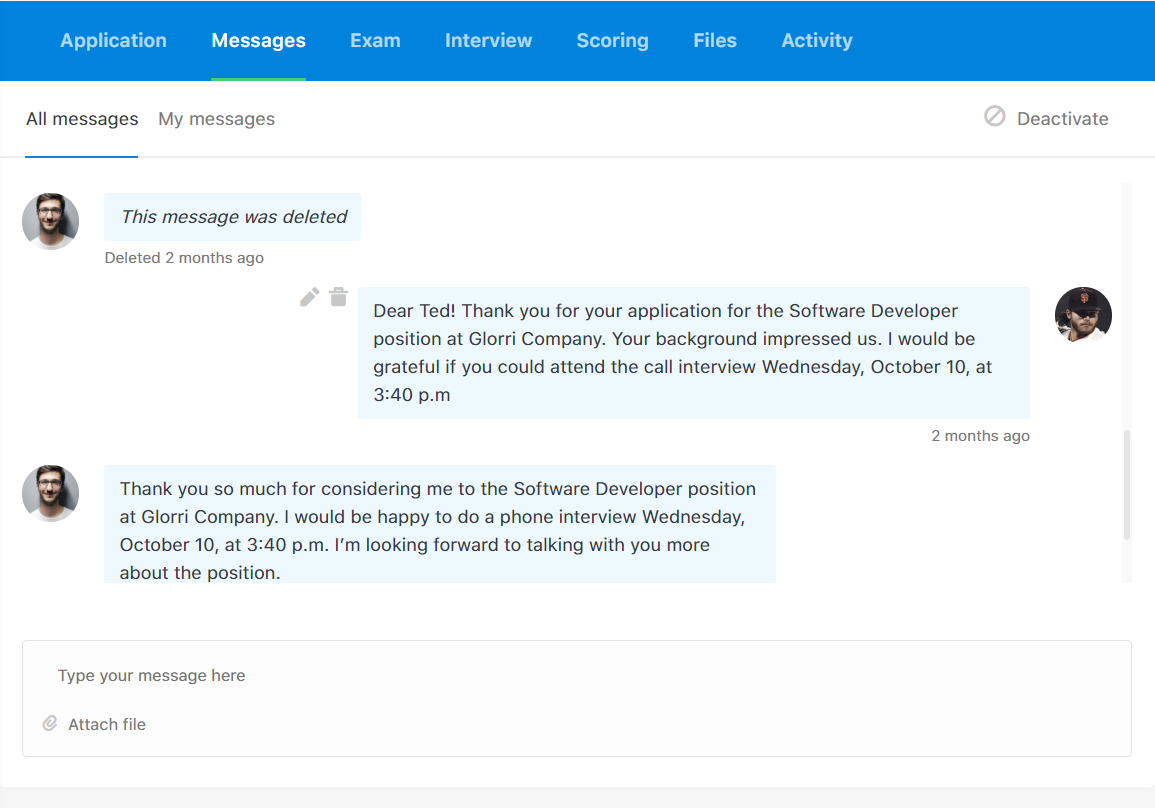 Application Messages Exam Interview Scoring Files Activity
All messages My messages Deactivate
This message was deleted
Deleted 2 months ago
Dear Ted! Thank you for your application for the Software Developer
position at Glorri Company. Your background impressed us. I would be
grateful if you could attend the call interview Wednesday, October 10, at
3:40 p.m
2 months ago
Thank you so much for considering me to the Software Developer position
at Glorri Company. I would be happy to do a phone interview Wednesday,
October 10, at 3:40 p.m. I’m looking forward to talking with you more
about the position.
Type your message here
Attach file